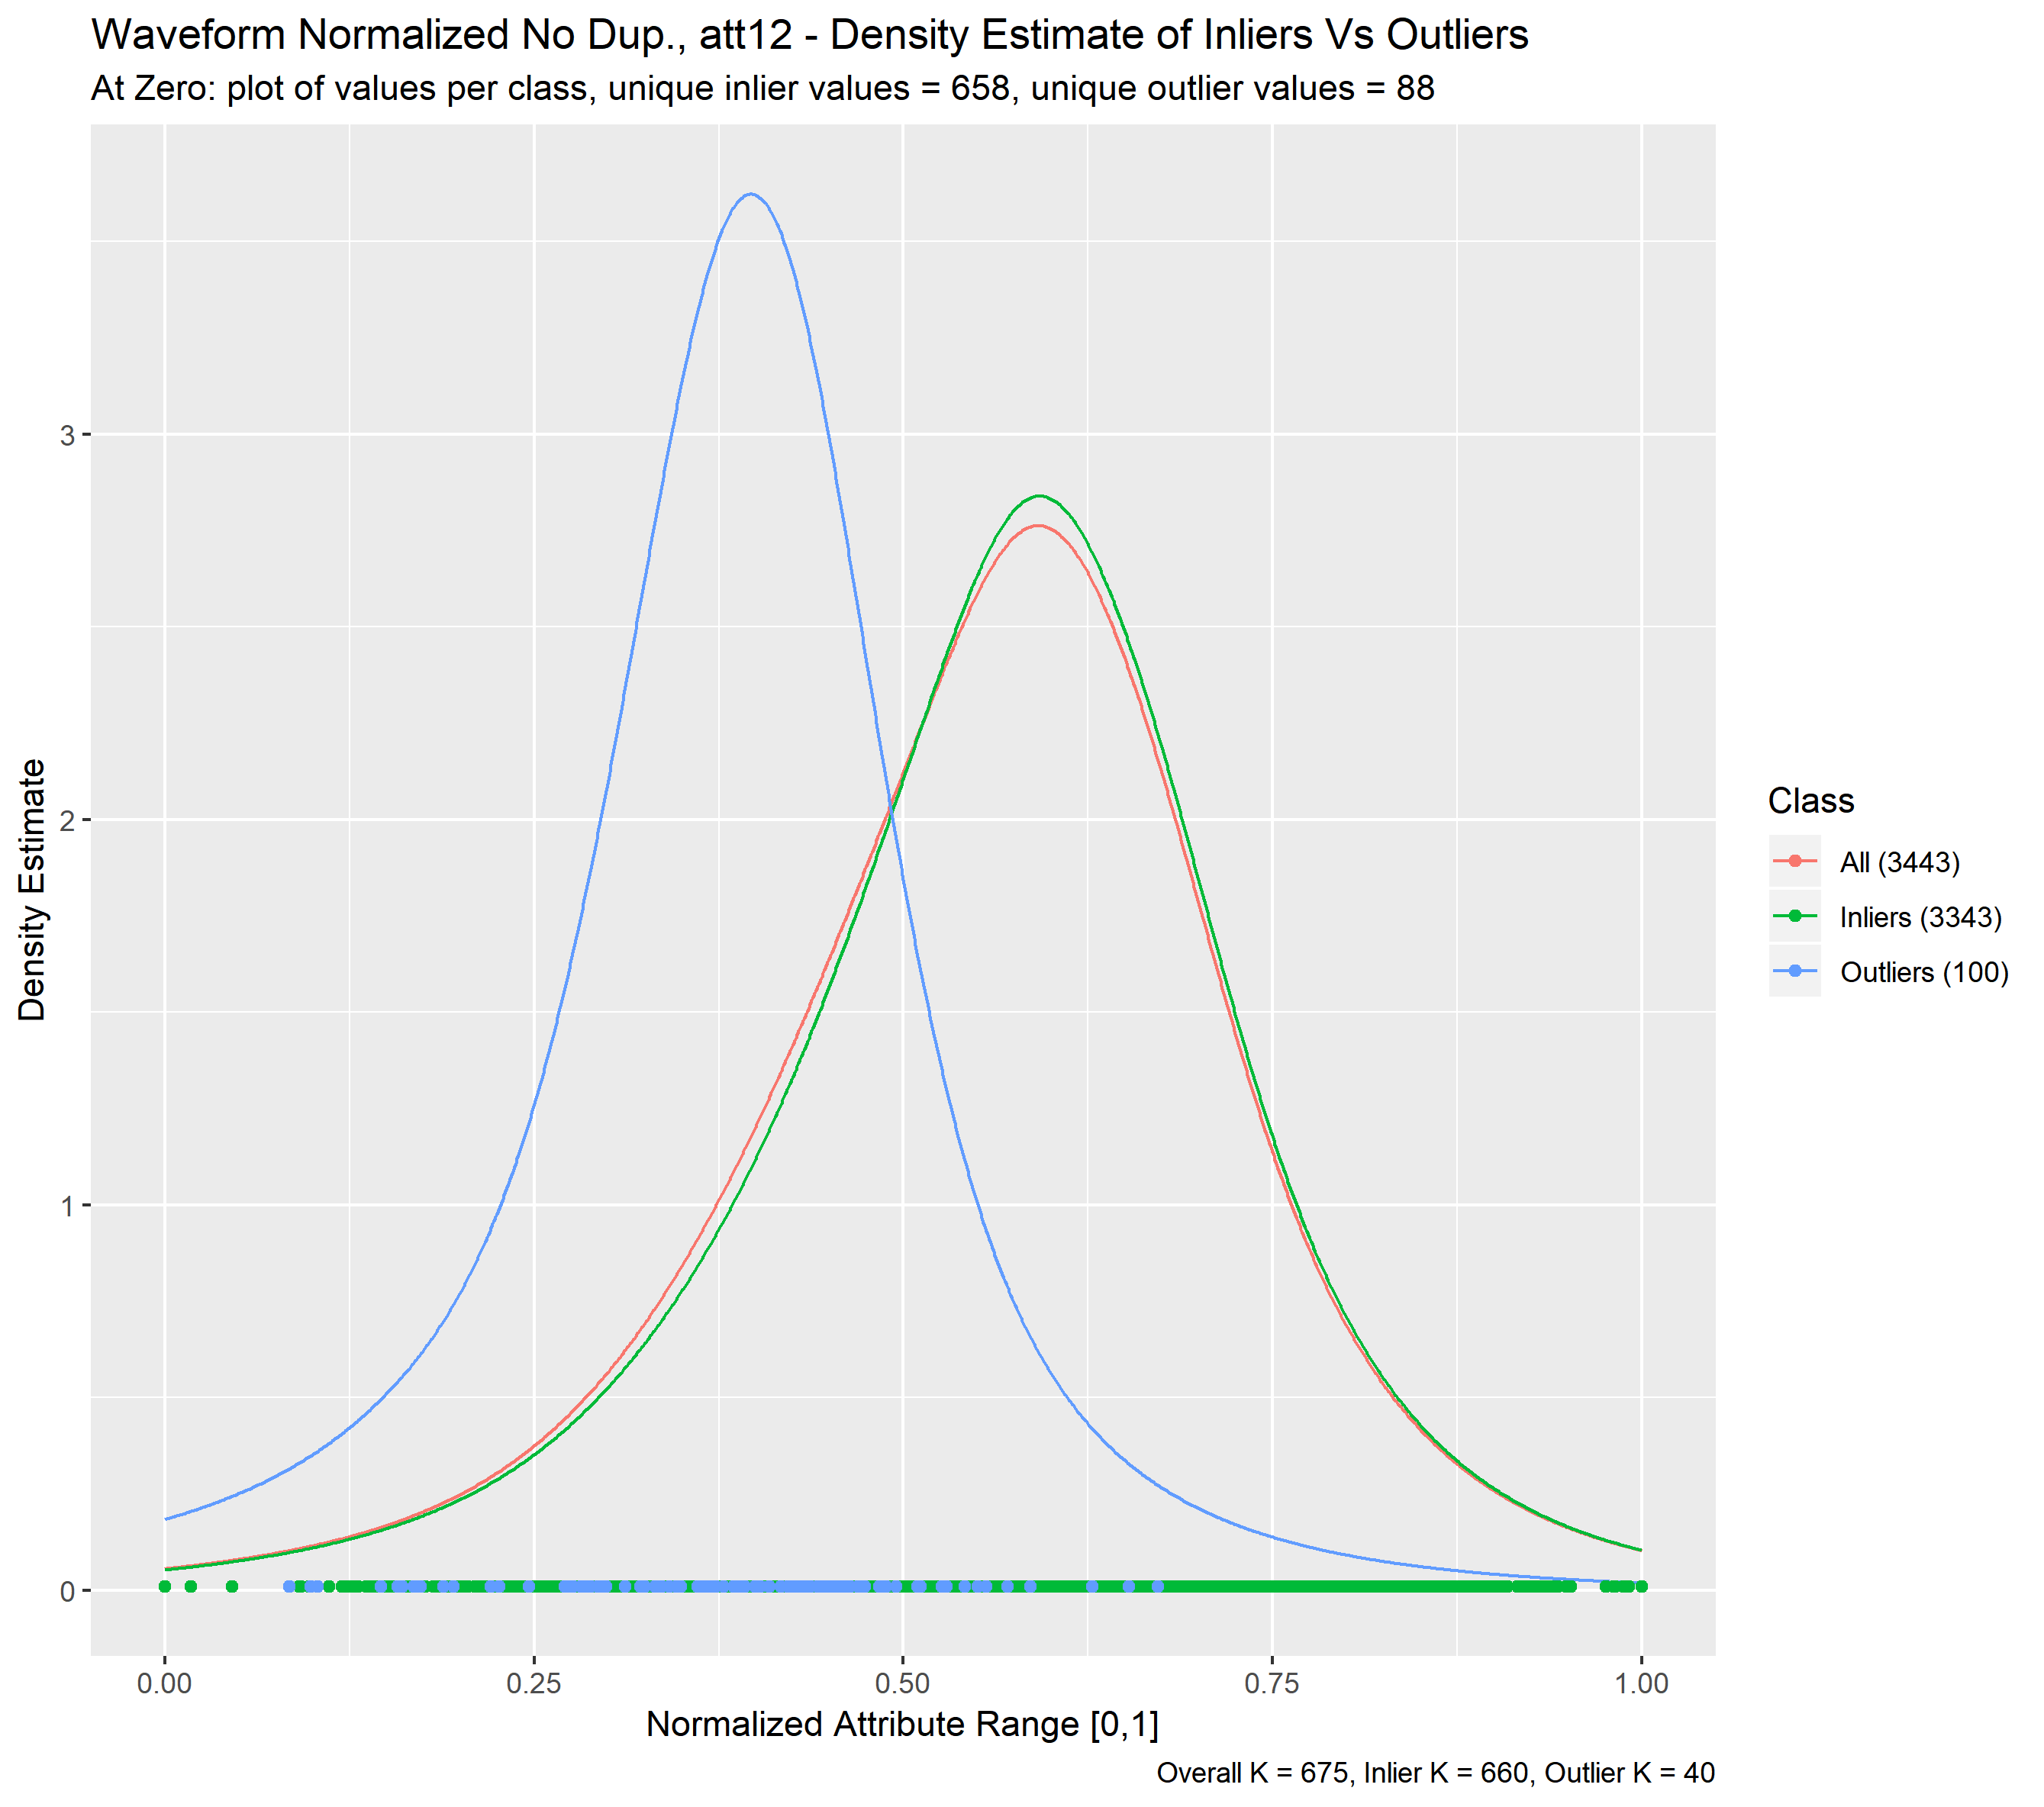 Waveform Normalized No Dup., att12 - Density Estimate of Inliers Vs Outliers
At Zero: plot of values per class, unique inlier values = 658, unique outlier values = 88
Density Estimate
3
2
1
0
0.00 0.25 0.50 0.75 1.00
Normalized Attribute Range [0,1]
Overall K = 675, Inlier K = 660, Outlier K = 40
Class
All (3443)
Inliers (3343)
Outliers (100)